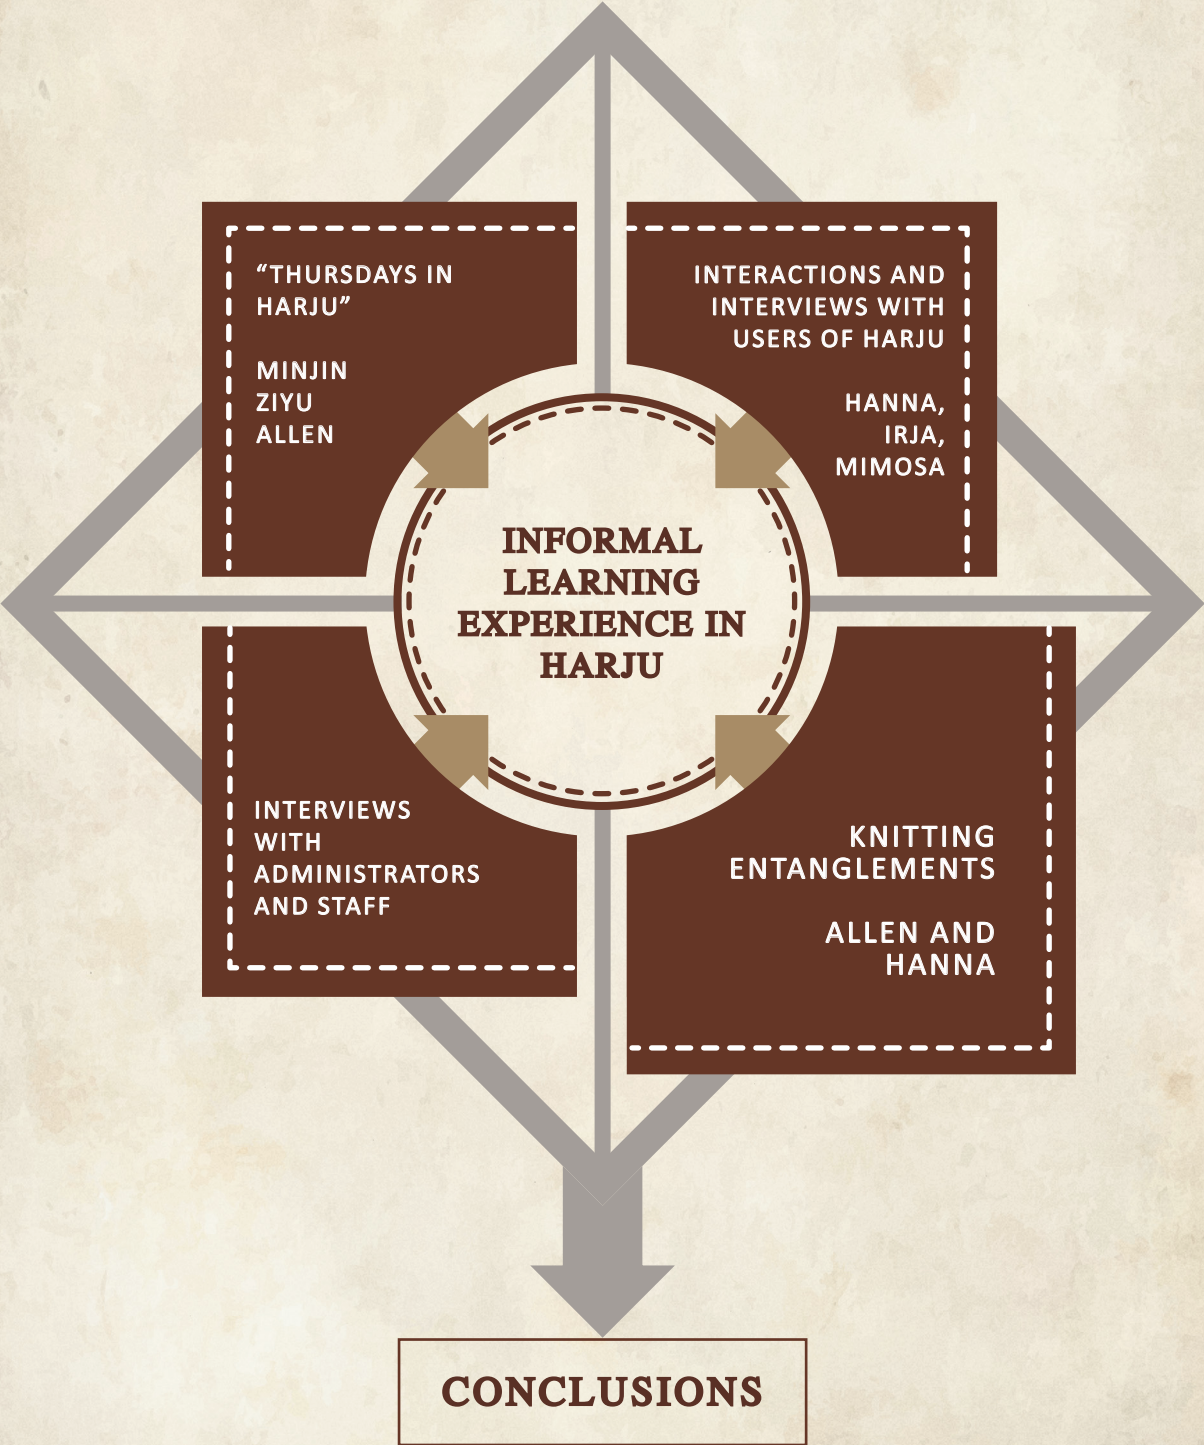 “THURSDAYS IN
HARJU”
MINJIN
ZIYU
ALLEN
INTERACTIONS AND
INTERVIEWS WITH
USERS OF HARJU
HANNA,
IRJA,
MIMOSA
INFORMAL
LEARNING
EXPERIENCE IN
HARJU
INTERVIEWS
WITH
ADMINISTRATORS
AND STAFF
KNITTING
ENTANGLEMENTS
ALLEN AND
HANNA
CONCLUSIONS